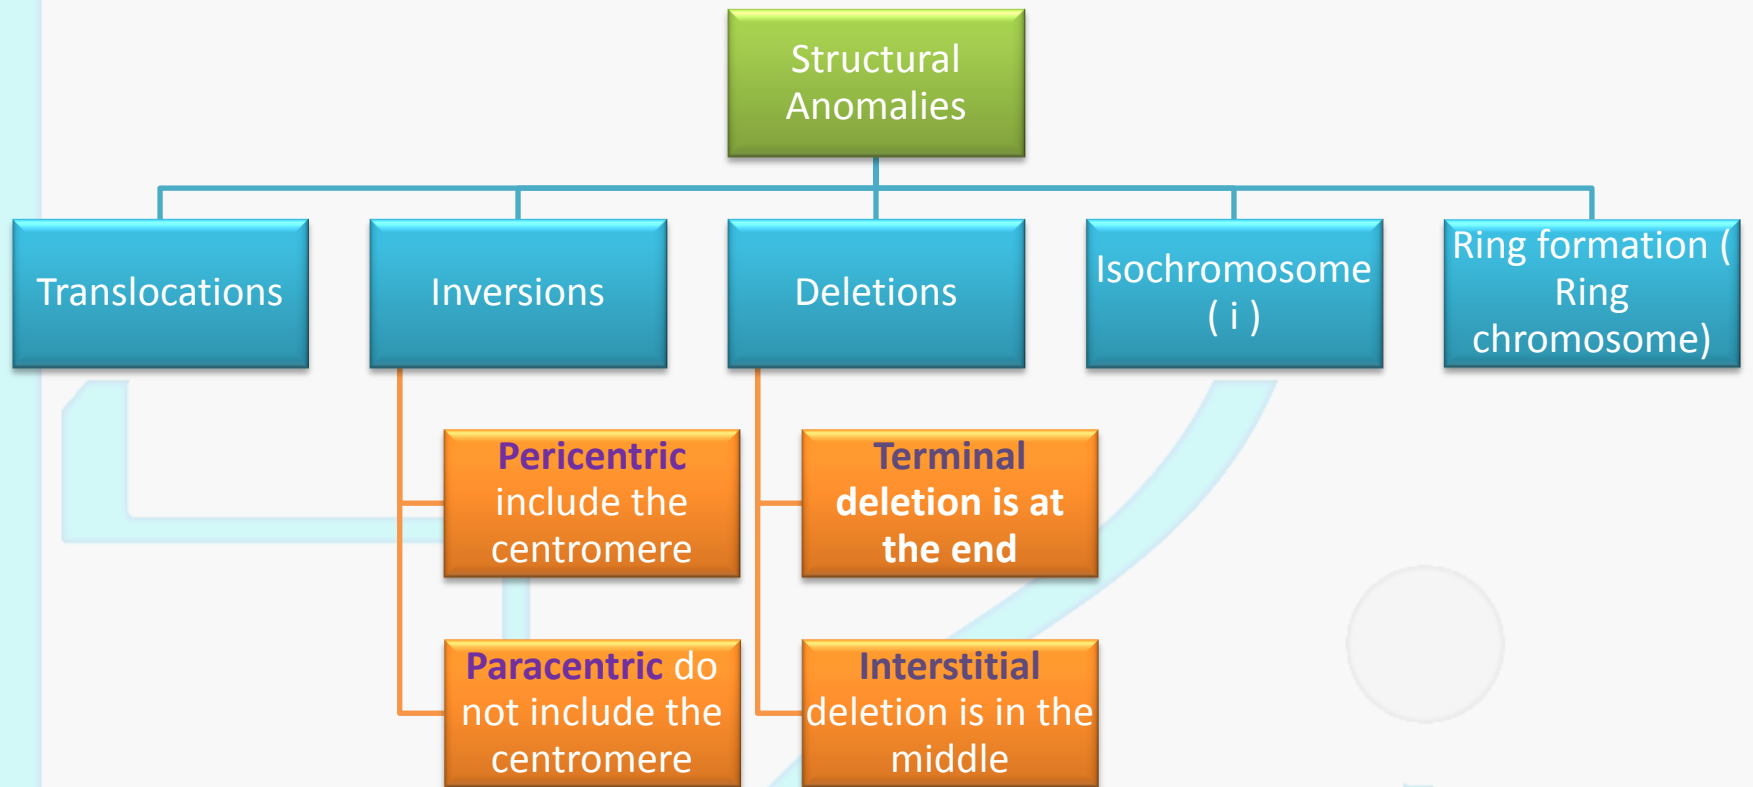 Structural
Anomalies
Translocations
Inversions
Deletions
Isochromosome
( i )
Ring formation (
Ring
chromosome)
Pericentric
include the
centromere
Terminal
deletion is at
the end
Paracentric do
not include the
centromere
Interstitial
deletion is in the
middle